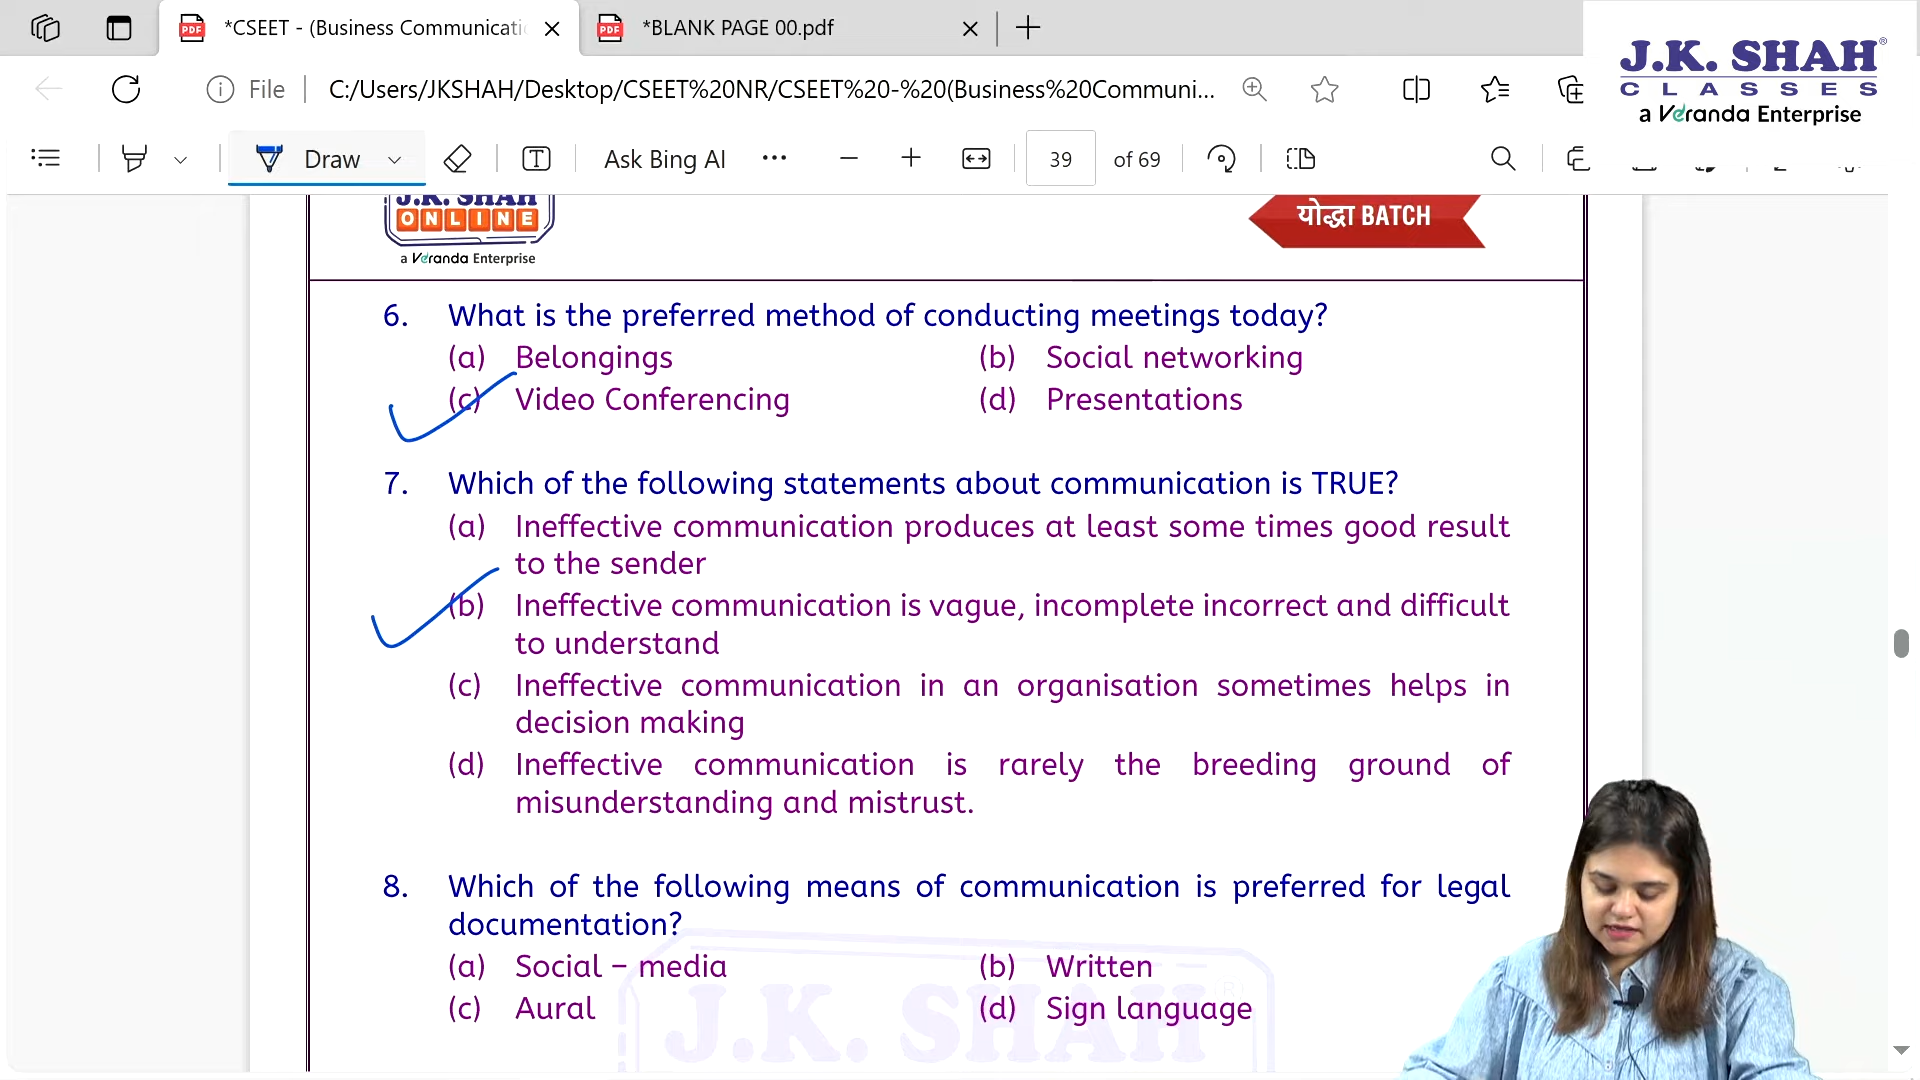 *CSEET - (Business Communicati
*BLANK PAGE 00.pdf
J.K. SHAH®
CLASSES
a Veranda Enterprise
File
C:/Users/JKSHAH/Desktop/CSEET%20NR/CSEET%20-%20(Business%20Communi...
Draw
Ask Bing AI
39
of 69
J.K. SHAH
ONLINE
a Veranda Enterprise
योद्धा BATCH
6. What is the preferred method of conducting meetings today?
(a) Belongings (b) Social networking
(c) Video Conferencing (d) Presentations
7. Which of the following statements about communication is TRUE?
(a) Ineffective communication produces at least some times good result
to the sender
(b) Ineffective communication is vague, incomplete incorrect and difficult
to understand
(c) Ineffective communication in an organisation sometimes helps in
decision making
(d) Ineffective communication is rarely the breeding ground of
misunderstanding and mistrust.
8. Which of the following means of communication is preferred for legal
documentation?
(a) Social – media (b) Written
(c) Aural (d) Sign language
J.K. SHAH